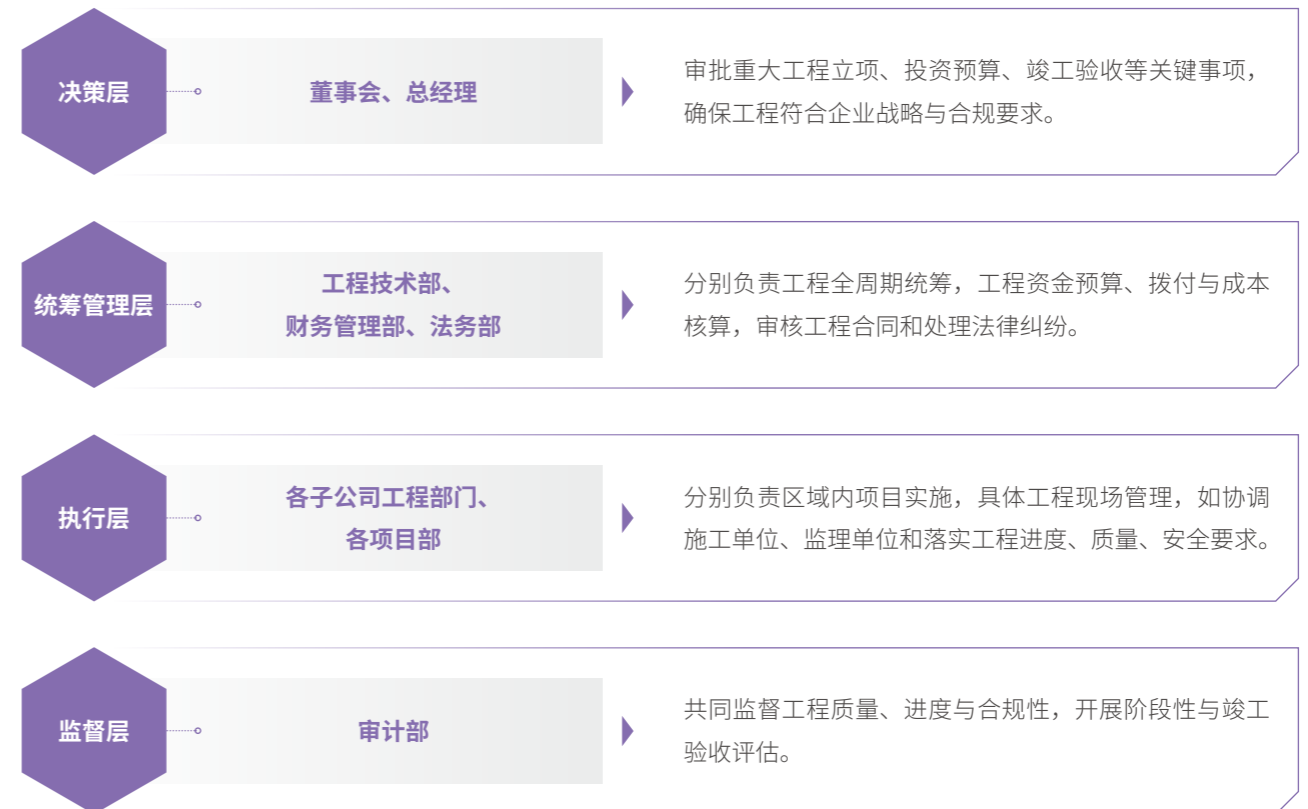 决策层
董事会、总经理
审批重大工程立项、投资预算、竣工验收等关键事项，
确保工程符合企业战略与合规要求。
统筹管理层
工程技术部、
财务管理部、法务部
分别负责工程全周期统筹，工程资金预算、拨付与成本
核算，审核工程合同和处理法律纠纷。
执行层
各子公司工程部门、
各项目部
分别负责区域内项目实施，具体工程现场管理，如协调
施工单位、监理单位和落实工程进度、质量、安全要求。
监督层
审计部
共同监督工程质量、进度与合规性，开展阶段性与竣工
验收评估。